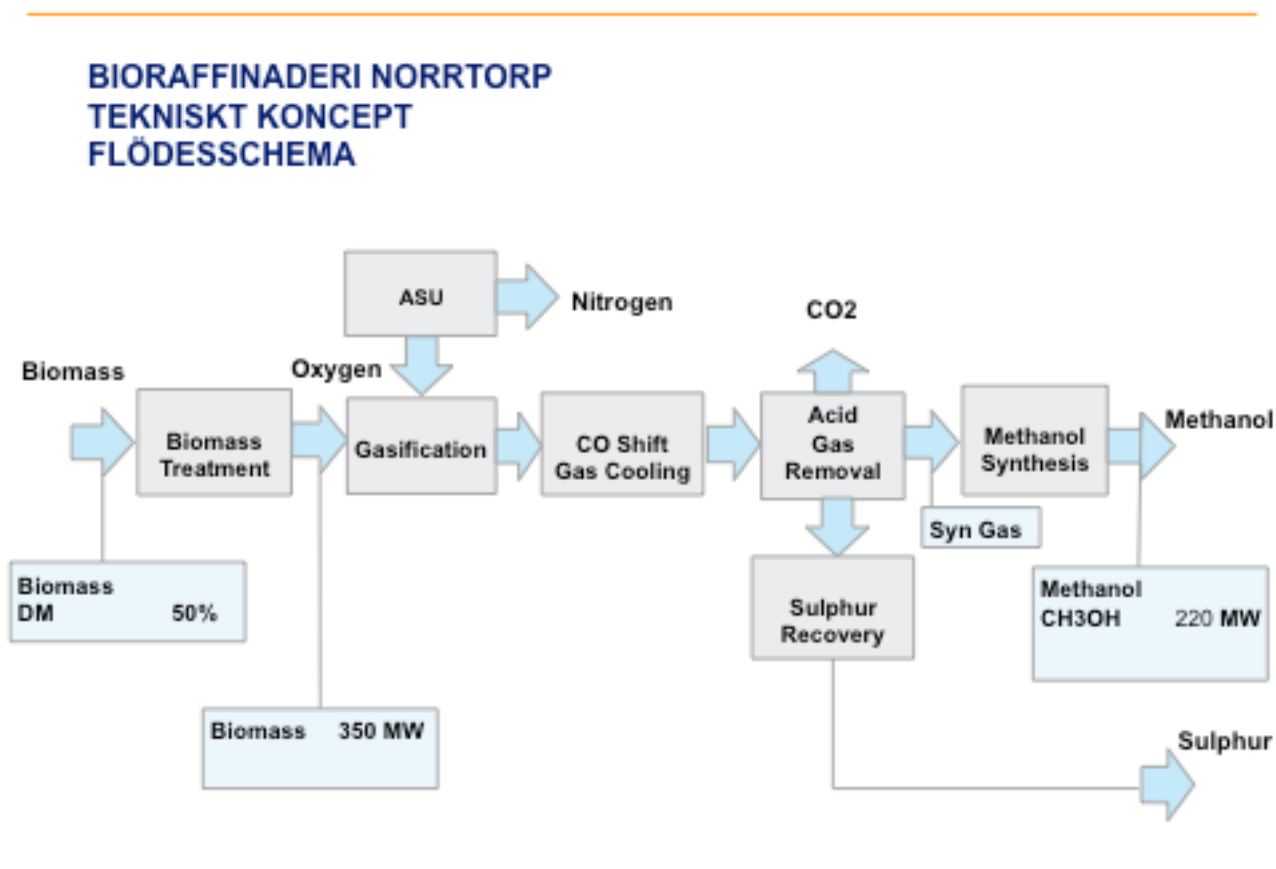 BIORAFFINADERI NORRTORP
TEKNISKT KONCEPT
FLÖDESSCHEMA
ASU
Nitrogen
CO2
Biomass
Oxygen
Biomass
Treatment
Gasification
CO Shift
Gas Cooling
Acid
Gas
Removal
Methanol
Synthesis
Methanol
Syn Gas
Biomass
DM 50%
Sulphur
Recovery
Methanol
CH3OH 220 MW
Biomass 350 MW
Sulphur